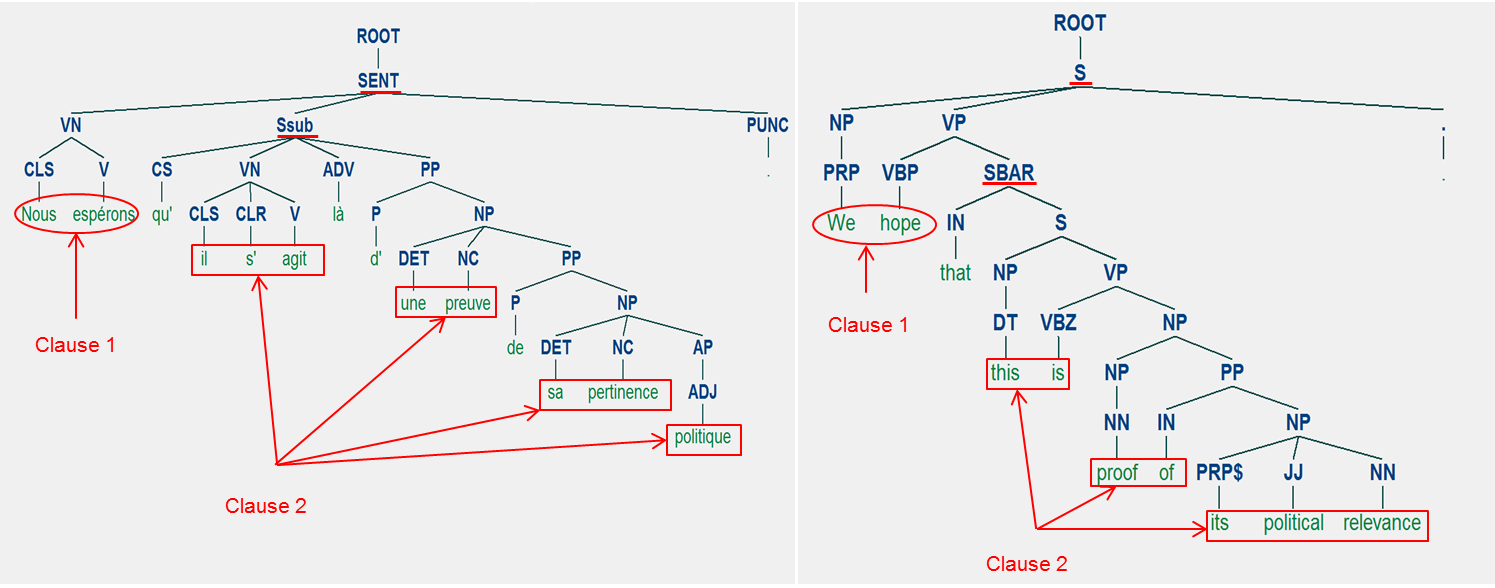 ROOT
SENT
VN Ssub PUNC
CLS V CS VN ADV PP .
Nous espérons qu' CLS CLR V là P NP
il s' agit d' DET NC PP
une preuve P NP
de DET NC AP
sa pertinence ADJ
politique
Clause 1
Clause 2
ROOT
S
NP VP .
PRP VBP SBAR .
We hope IN S
that NP VP
DT VBZ NP
this is NP PP
NN IN NP
proof of PRP$ JJ NN
its political relevance
Clause 1
Clause 2